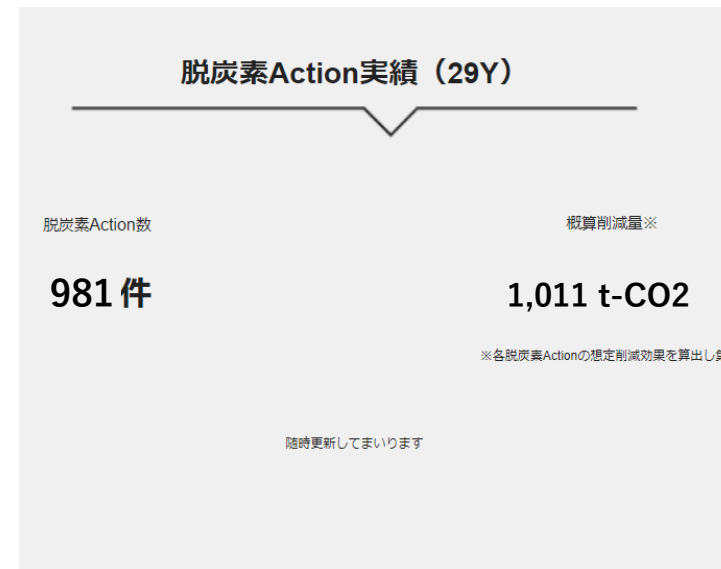 脱炭素Action実績（29Y）
脱炭素Action数
981件
概算削減量※
1,011 t-CO2
※各脱炭素Actionの想定削減効果を算出し
随時更新してまいります